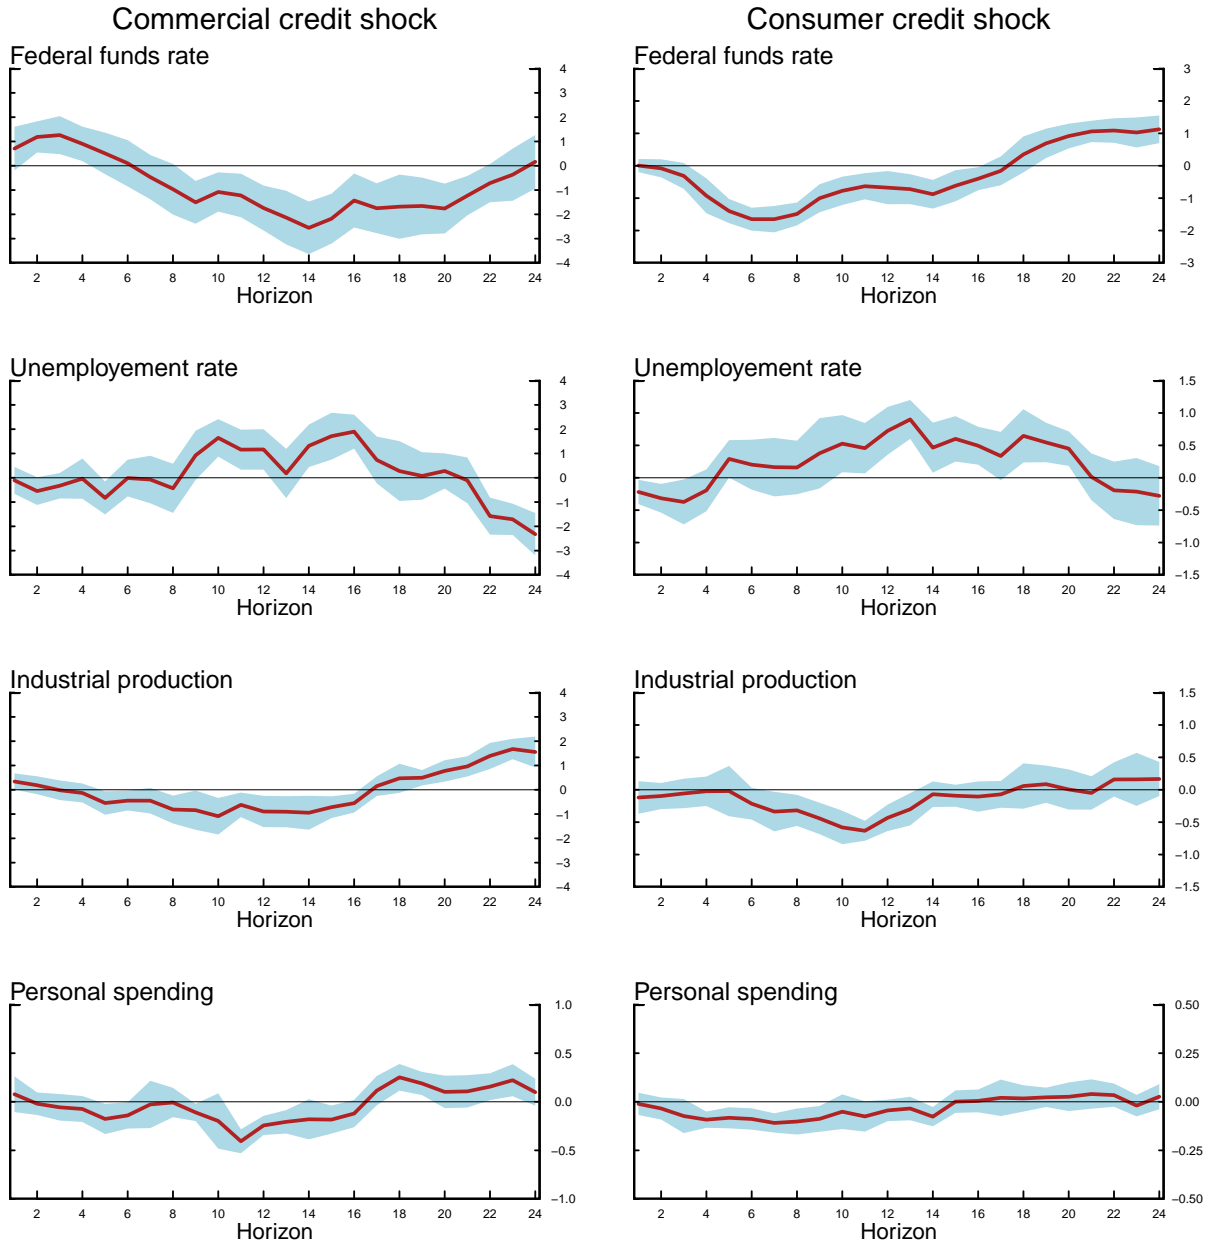 Commercial credit shock
Consumer credit shock
Federal funds rate
4
3
2
1
0
−1
−2
−3
−4
2 4 6 8 10 12 14 16 18 20 22 24
Horizon
Federal funds rate
3
2
1
0
−1
−2
−3
2 4 6 8 10 12 14 16 18 20 22 24
Horizon
Unemployement rate
4
3
2
1
0
−1
−2
−3
−4
2 4 6 8 10 12 14 16 18 20 22 24
Horizon
Unemployement rate
1.5
1.0
0.5
0.0
−0.5
−1.0
−1.5
2 4 6 8 10 12 14 16 18 20 22 24
Horizon
Industrial production
4
3
2
1
0
−1
−2
−3
−4
2 4 6 8 10 12 14 16 18 20 22 24
Horizon
Industrial production
1.5
1.0
0.5
0.0
−0.5
−1.0
−1.5
2 4 6 8 10 12 14 16 18 20 22 24
Horizon
Personal spending
1.0
0.5
0.0
−0.5
−1.0
2 4 6 8 10 12 14 16 18 20 22 24
Horizon
Personal spending
0.50
0.25
0.00
−0.25
−0.50
2 4 6 8 10 12 14 16 18 20 22 24
Horizon